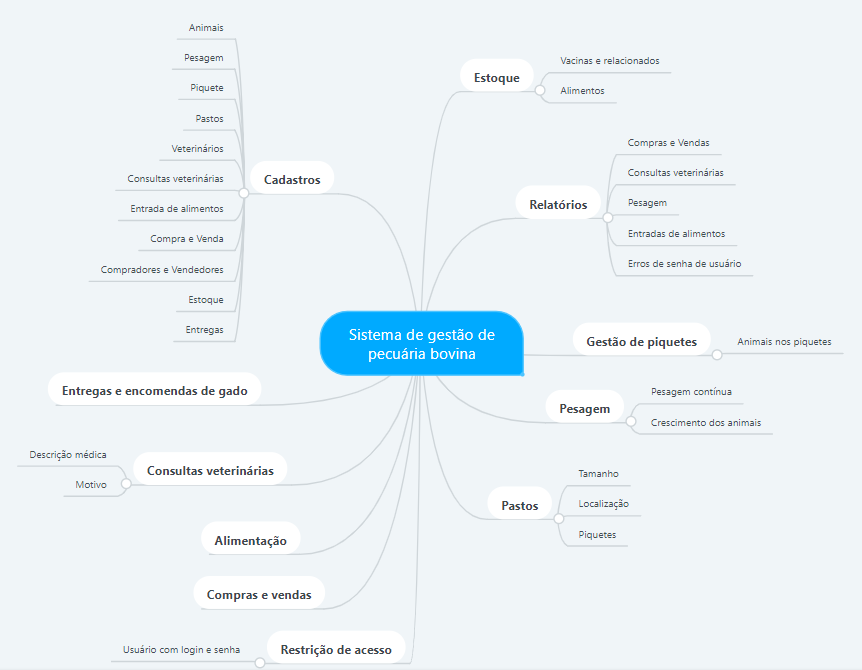 Animais
Pesagem
Piquete
Pastos
Veterinários
Consultas veterinárias
Entrada de alimentos
Compra e Venda
Compradores e Vendedores
Estoque
Entregas
Cadastros
Estoque
Vacinas e relacionados
Alimentos
Relatórios
Compras e Vendas
Consultas veterinárias
Pesagem
Entradas de alimentos
Erros de senha de usuário
Sistema de gestão de
pecuária bovina
Gestão de piquetes
Animais nos piquetes
Entregas e encomendas de gado
Pesagem
Pesagem contínua
Crescimento dos animais
Descrição médica
Motivo
Consultas veterinárias
Pastos
Tamanho
Localização
Piquetes
Alimentação
Compras e vendas
Usuário com login e senha
Restrição de acesso